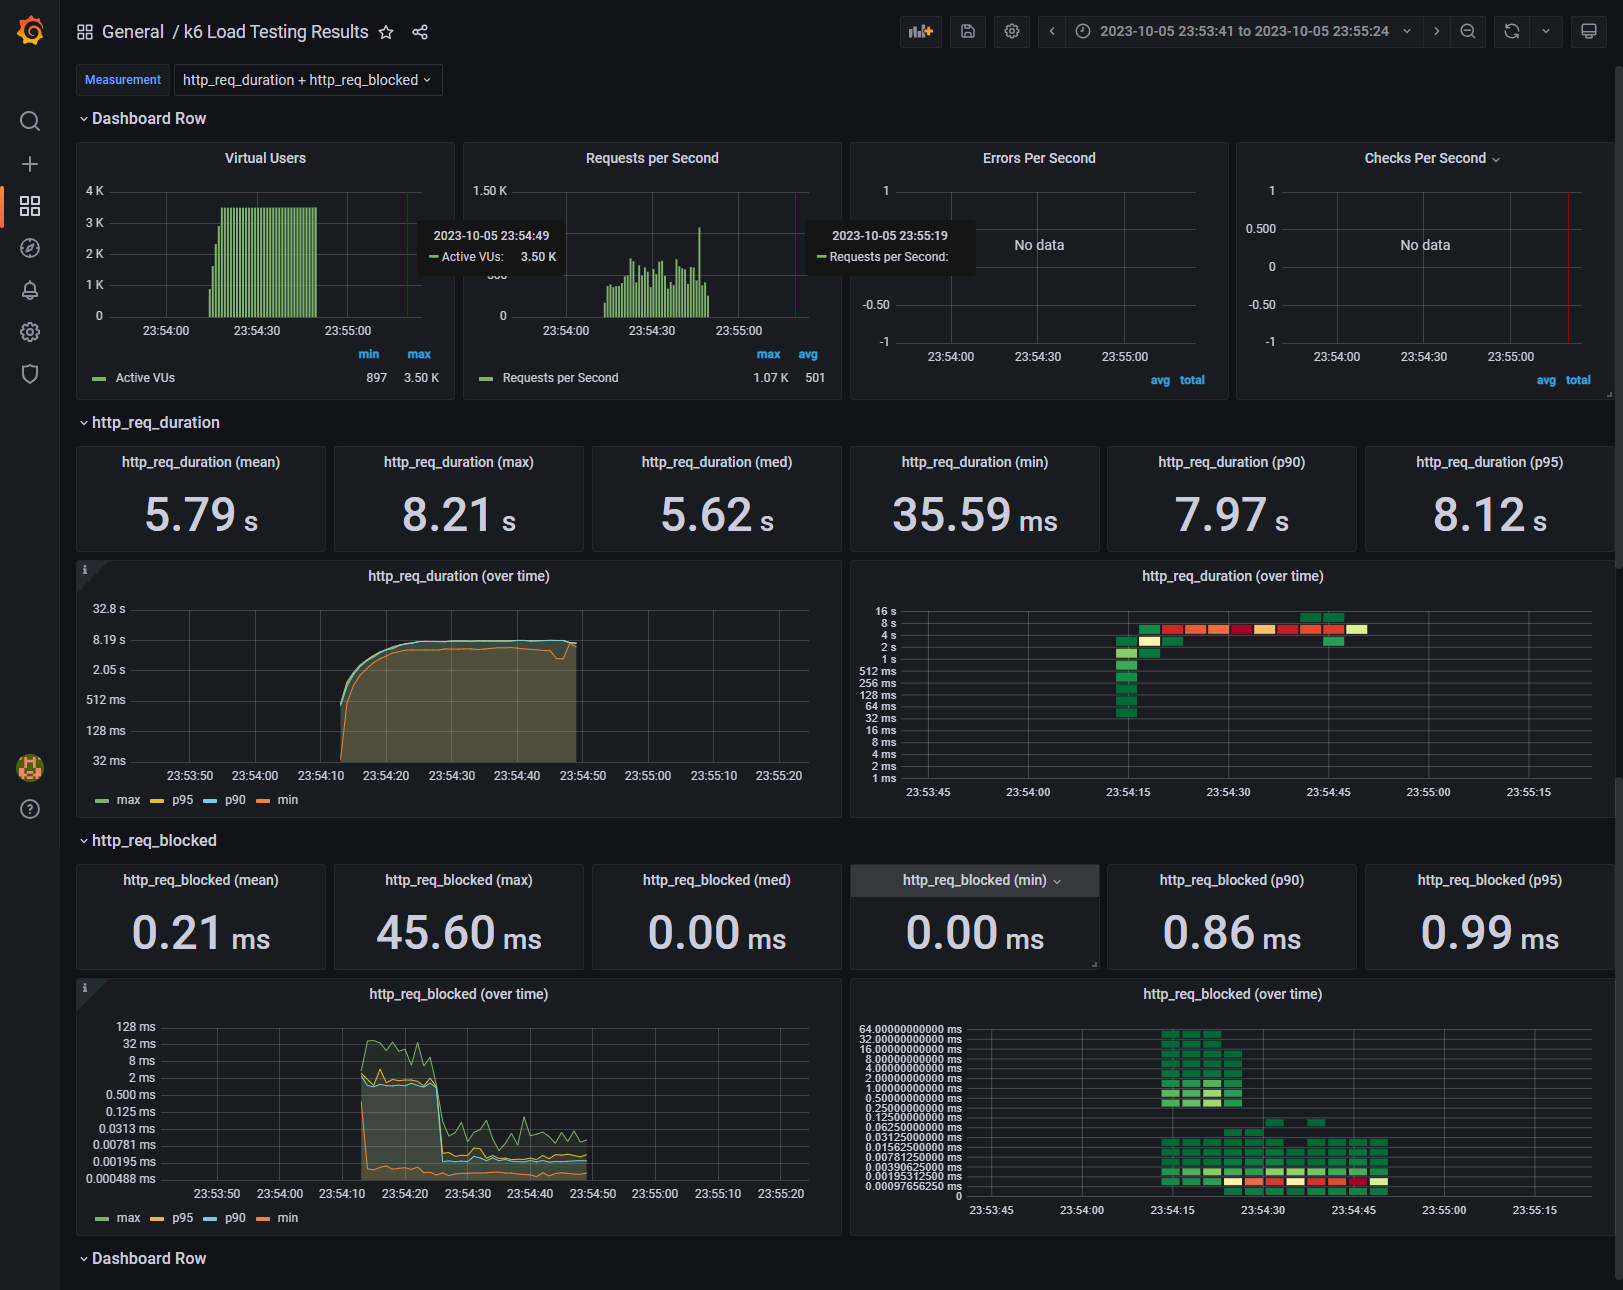 General / k6 Load Testing Results
2023-10-05 23:53:41 to 2023-10-05 23:55:24
Measurement http_req_duration + http_req_blocked
Dashboard Row
Virtual Users
4 K
3 K
2 K
1 K
0
23:54:00 23:54:30 23:55:00
min max
Active VUs 897 3.50 K
2023-10-05 23:54:49
Active VUs: 3.50 K
Requests per Second
1.50 K
0
23:54:00 23:54:30 23:55:00
max avg
Requests per Second 1.07 K 501
2023-10-05 23:55:19
Requests per Second:
Errors Per Second
1
No data
-0.50
-1
23:54:00 23:54:30 23:55:00
avg total
Checks Per Second
1
0.500
0
-0.50
-1
No data
23:54:00 23:54:30 23:55:00
avg total
http_req_duration
http_req_duration (mean)
5.79 s
http_req_duration (max)
8.21 s
http_req_duration (med)
5.62 s
http_req_duration (min)
35.59 ms
http_req_duration (p90)
7.97 s
http_req_duration (p95)
8.12 s
http_req_duration (over time)
32.8 s
8.19 s
2.05 s
512 ms
128 ms
32 ms
23:53:50 23:54:00 23:54:10 23:54:20 23:54:30 23:54:40 23:54:50 23:55:00 23:55:10 23:55:20
max p95 p90 min
http_req_duration (over time)
16 s
8 s
4 s
2 s
1 s
512 ms
256 ms
128 ms
64 ms
32 ms
16 ms
8 ms
4 ms
2 ms
1 ms
23:53:45 23:54:00 23:54:15 23:54:30 23:54:45 23:55:00 23:55:15
http_req_blocked
http_req_blocked (mean)
0.21 ms
http_req_blocked (max)
45.60 ms
http_req_blocked (med)
0.00 ms
http_req_blocked (min)
0.00 ms
http_req_blocked (p90)
0.86 ms
http_req_blocked (p95)
0.99 ms
http_req_blocked (over time)
128 ms
32 ms
8 ms
2 ms
0.500 ms
0.125 ms
0.0313 ms
0.00781 ms
0.00195 ms
0.000488 ms
23:53:50 23:54:00 23:54:10 23:54:20 23:54:30 23:54:40 23:54:50 23:55:00 23:55:10 23:55:20
max p95 p90 min
http_req_blocked (over time)
64.00000000000 ms
32.00000000000 ms
16.00000000000 ms
8.00000000000 ms
4.00000000000 ms
2.00000000000 ms
1.00000000000 ms
0.50000000000 ms
0.25000000000 ms
0.12500000000 ms
0.06250000000 ms
0.03125000000 ms
0.01562500000 ms
0.00781250000 ms
0.00390625000 ms
0.00195312500 ms
0.00097656250 ms
0
23:53:45 23:54:00 23:54:15 23:54:30 23:54:45 23:55:00 23:55:15
Dashboard Row